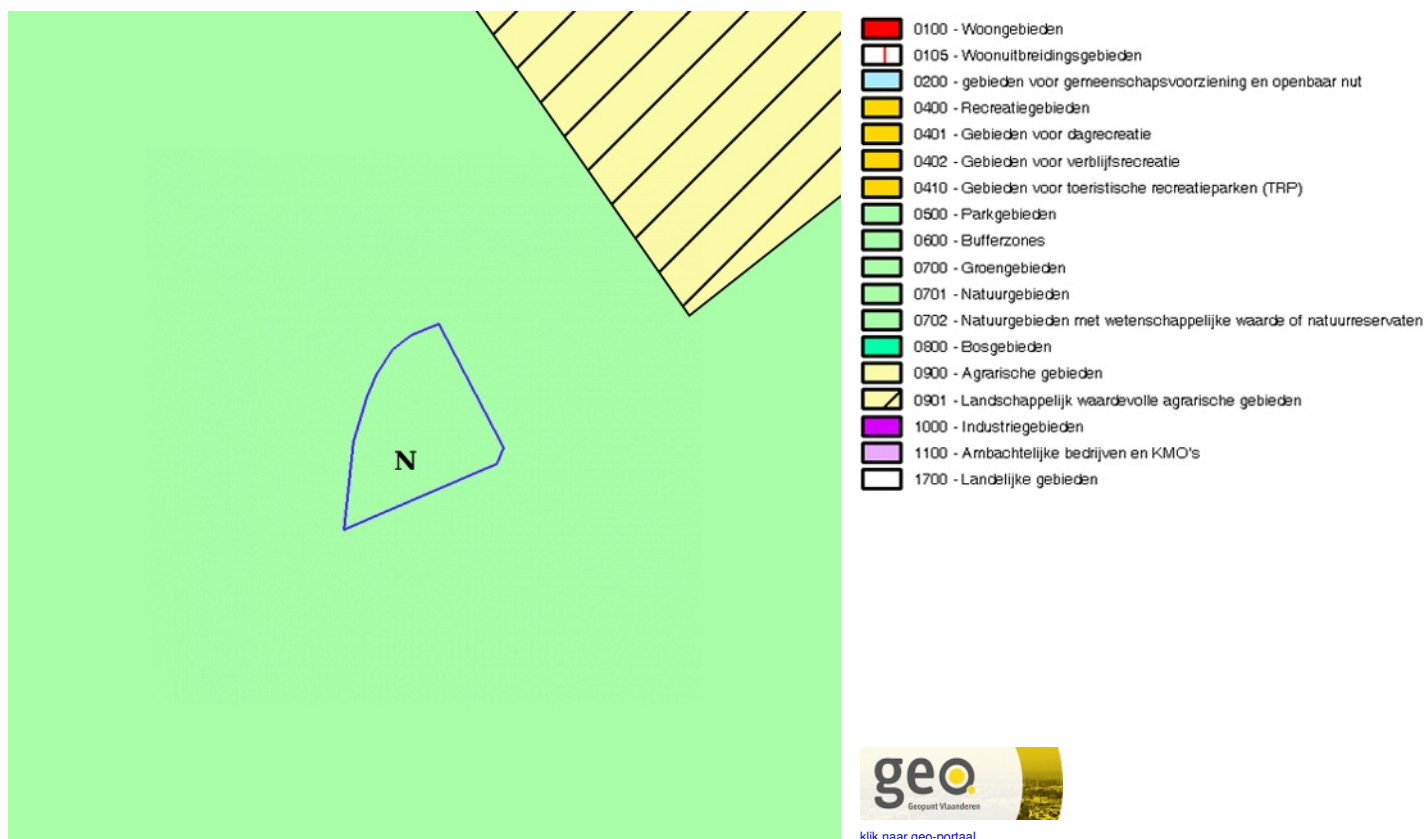 N
0100 - Woongebieden
0105 - Woonuitbreidingsgebieden
0200 - gebieden voor gemeenschapsvoorziening en openbaar nut
0400 - Recreatiegebieden
0401 - Gebieden voor dagrecreatie
0402 - Gebieden voor verblijfsrecreatie
0410 - Gebieden voor toeristische recreatieparken (TRP)
0500 - Parkgebieden
0600 - Bufferzones
0700 - Groengebieden
0701 - Natuurgebieden
0702 - Natuurgebieden met wetenschappelijke waarde of natuurreservaten
0800 - Bosgebieden
0900 - Agrarische gebieden
0901 - Landschappelijk waardevolle agrarische gebieden
1000 - Industriegebieden
1100 - Ambachtelijke bedrijven en KMO's
1700 - Landelijke gebieden
geo
Geopunt Vlaanderen
klik naar geo-portaal